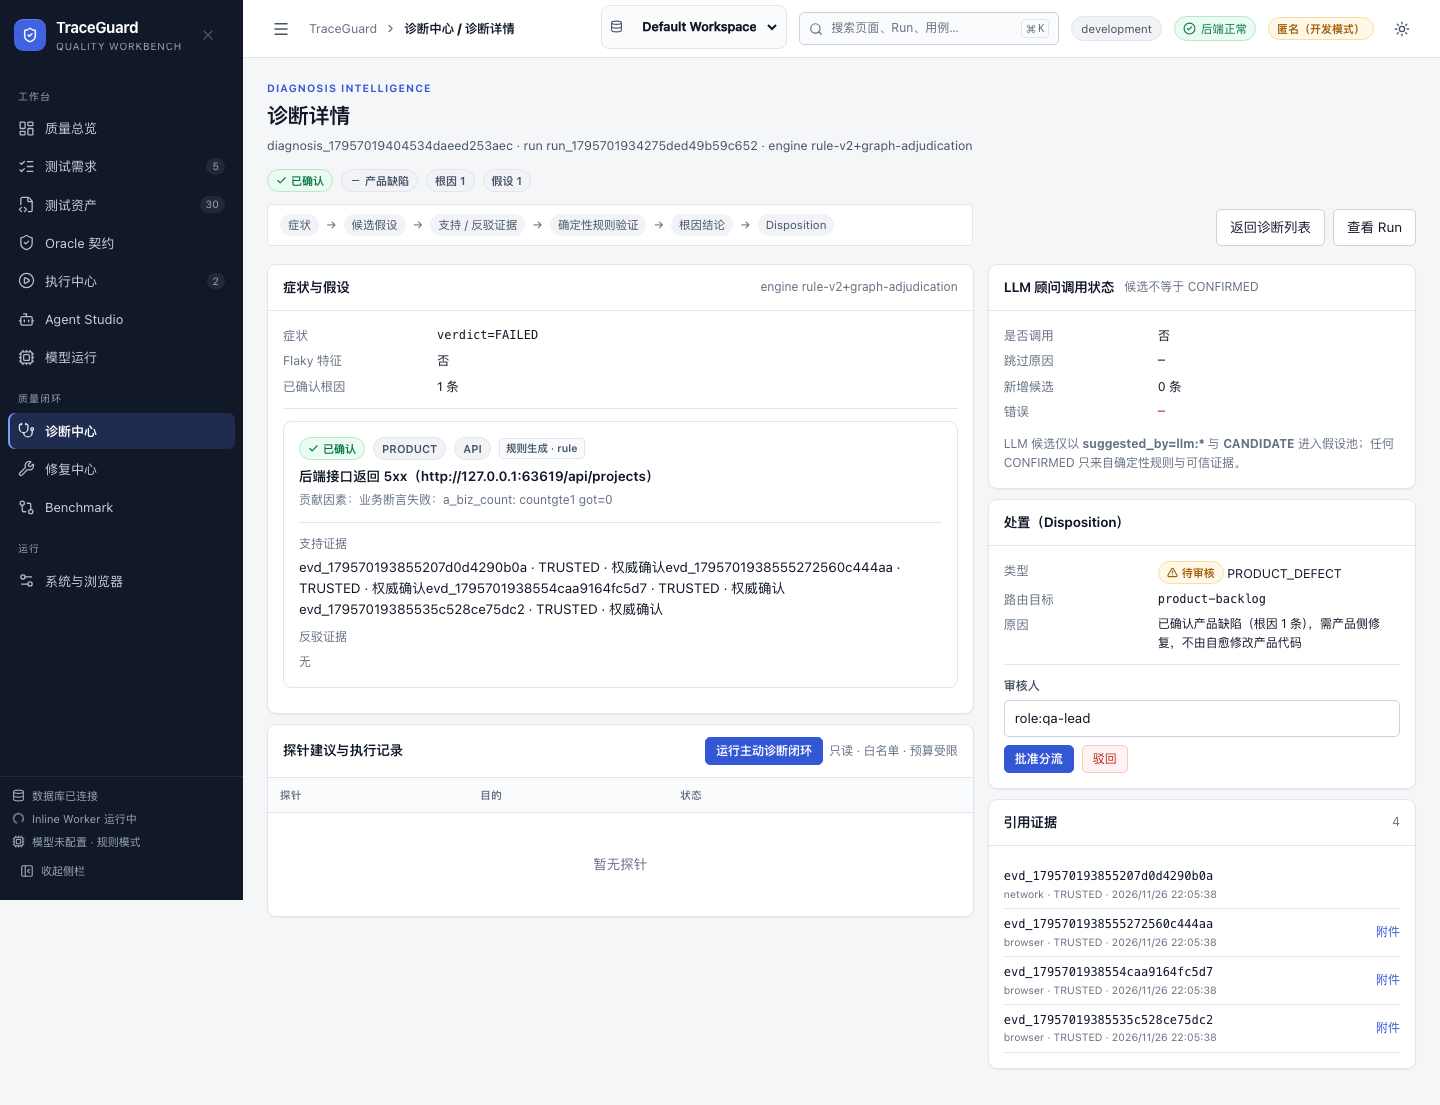 TraceGuard
QUALITY WORKBENCH
工作台
质量总览
测试需求 5
测试资产 30
Oracle 契约
执行中心 2
Agent Studio
模型运行
质量闭环
诊断中心
修复中心
Benchmark
运行
系统与浏览器
数据库已连接
Inline Worker 运行中
模型未配置 · 规则模式
收起侧栏
TraceGuard 诊断中心 / 诊断详情
Default Workspace
搜索页面、Run、用例... ⌘ K
development
后端正常
匿名（开发模式）
DIAGNOSIS INTELLIGENCE
诊断详情
diagnosis_17957019404534daeed253aec · run run_1795701934275ded49b59c652 · engine rule-v2+graph-adjudication
已确认 产品缺陷 根因 1 假设 1
症状 → 候选假设 → 支持 / 反驳证据 → 确定性规则验证 → 根因结论 → Disposition
返回诊断列表 查看 Run
症状与假设 engine rule-v2+graph-adjudication
症状 verdict=FAILED
Flaky 特征 否
已确认根因 1 条
已确认 PRODUCT API 规则生成 · rule
后端接口返回 5xx（http://127.0.0.1:63619/api/projects）
贡献因素：业务断言失败：a_biz_count: countgte1 got=0
支持证据
evd_179570193855207d0d4290b0a · TRUSTED · 权威确认evd_1795701938555272560c444aa ·
TRUSTED · 权威确认evd_1795701938554caa9164fc5d7 · TRUSTED · 权威确认
evd_17957019385535c528ce75dc2 · TRUSTED · 权威确认
反驳证据
无
探针建议与执行记录 运行主动诊断闭环 只读 · 白名单 · 预算受限
探针 目的 状态
暂无探针
LLM 顾问调用状态 候选不等于 CONFIRMED
是否调用 否
跳过原因 —
新增候选 0 条
错误 —
LLM 候选仅以 suggested_by=llm:* 与 CANDIDATE 进入假设池；任何
CONFIRMED 只来自确定性规则与可信证据。
处置（Disposition）
类型 待审核 PRODUCT_DEFECT
路由目标 product-backlog
原因 已确认产品缺陷（根因 1 条），需产品侧修
复，不由自愈修改产品代码
审核人
role:qa-lead
批准分流 驳回
引用证据 4
evd_179570193855207d0d4290b0a
network · TRUSTED · 2026/11/26 22:05:38
evd_1795701938555272560c444aa
browser · TRUSTED · 2026/11/26 22:05:38 附件
evd_1795701938554caa9164fc5d7
browser · TRUSTED · 2026/11/26 22:05:38 附件
evd_17957019385535c528ce75dc2
browser · TRUSTED · 2026/11/26 22:05:38 附件